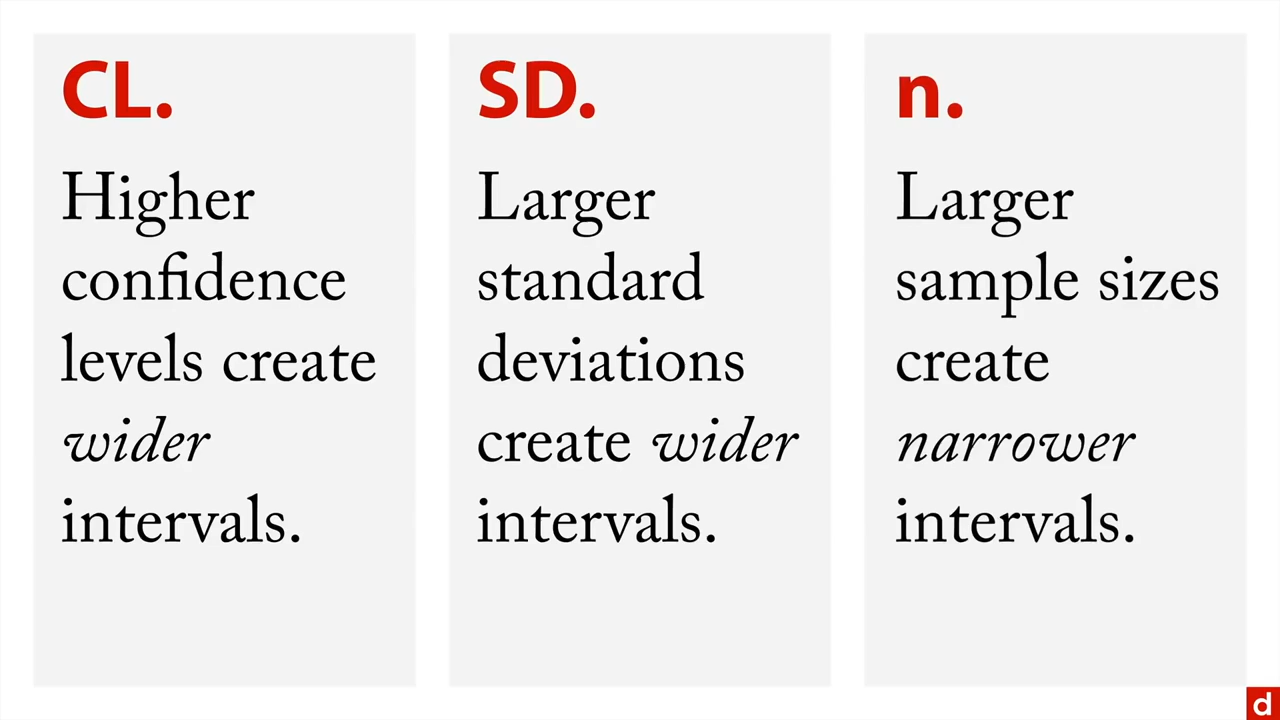 CL.
Higher
confidence
levels create
wider
intervals.
SD.
Larger
standard
deviations
create wider
intervals.
n.
Larger
sample sizes
create
narrower
intervals.
d